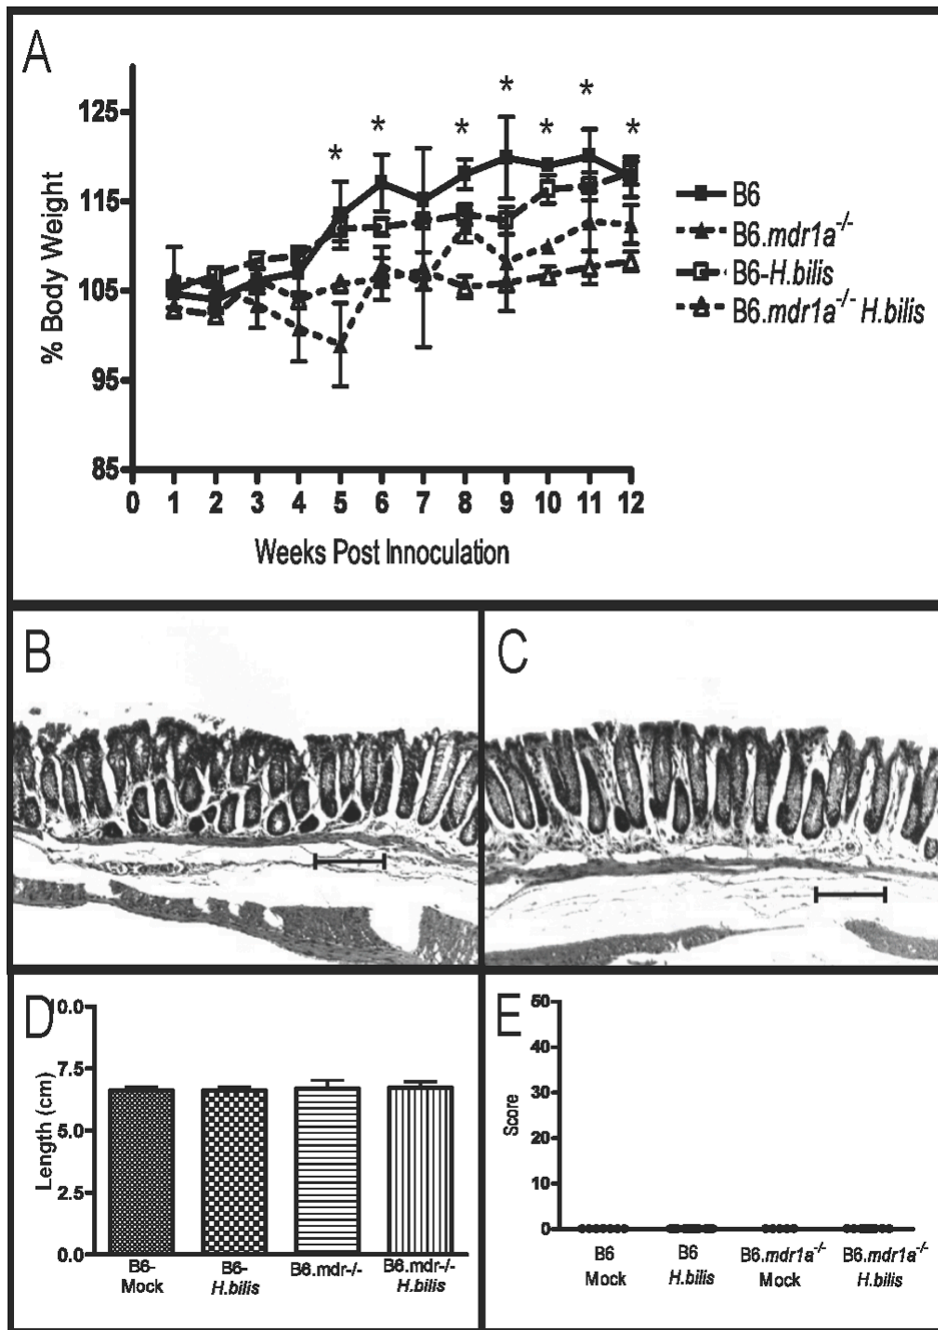 A
* * * * * * *
125
115
105
95
85
% Body Weight
0 1 2 3 4 5 6 7 8 9 10 11 12
Weeks Post Innoculation
B6
B6.mdr1a-/-
B6-H.bilis
B6.mdr1a-/- H.bilis
B
C
D
10.0
7.5
5.0
2.5
0.0
Length (cm)
B6-
Mock
B6-
H.bilis
B6.mdr-/-
B6.mdr-/-
H.bilis
E
50
40
30
20
10
0
Score
B6
Mock
B6
H.bilis
B6.mdr1a-/-
Mock
B6.mdr1a-/-
H.bilis